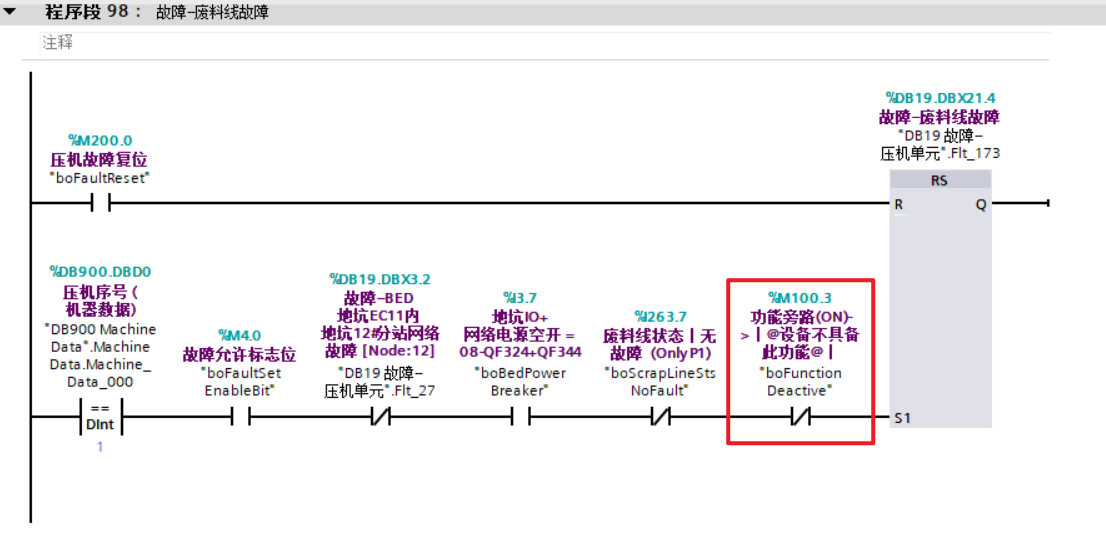 程序段 98： 故障-废料线故障
注释
%DB19.DBX21.4
故障-废料线故障
"DB19 故障-
压机单元".Flt_173
%M200.0
压机故障复位
"boFaultReset"
RS
R
Q
%DB900.DBD0
压机序号 (
机器数据)
"DB900 Machine
Data".Machine
Data.Machine_
Data_000
==
DInt
1
%M4.0
故障允许标志位
"boFaultSet
EnableBit"
%DB19.DBX3.2
故障-BED
地坑EC11内
地坑12#分站网络
故障 [Node:12]
"DB19 故障-
压机单元".Flt_27
%I3.7
地坑IO+
网络电源空开 =
08-QF324+QF344
"boBedPower
Breaker"
%I263.7
废料线状态丨无
故障 (OnlyP1)
"boScrapLineSts
NoFault"
%M100.3
功能旁路(ON)-
>丨@设备不具备
此功能@丨
"boFunction
Deactive"
S1